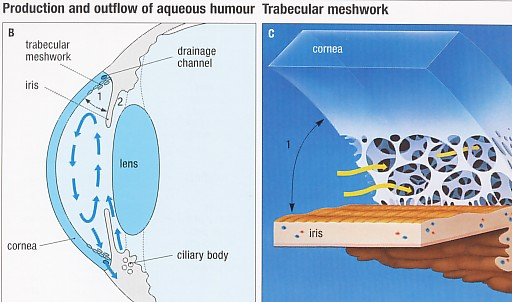 Production and outflow of aqueous humour
Trabecular meshwork
B
trabecular
meshwork
drainage
channel
iris
1
2
lens
cornea
ciliary body
C
cornea
1
iris